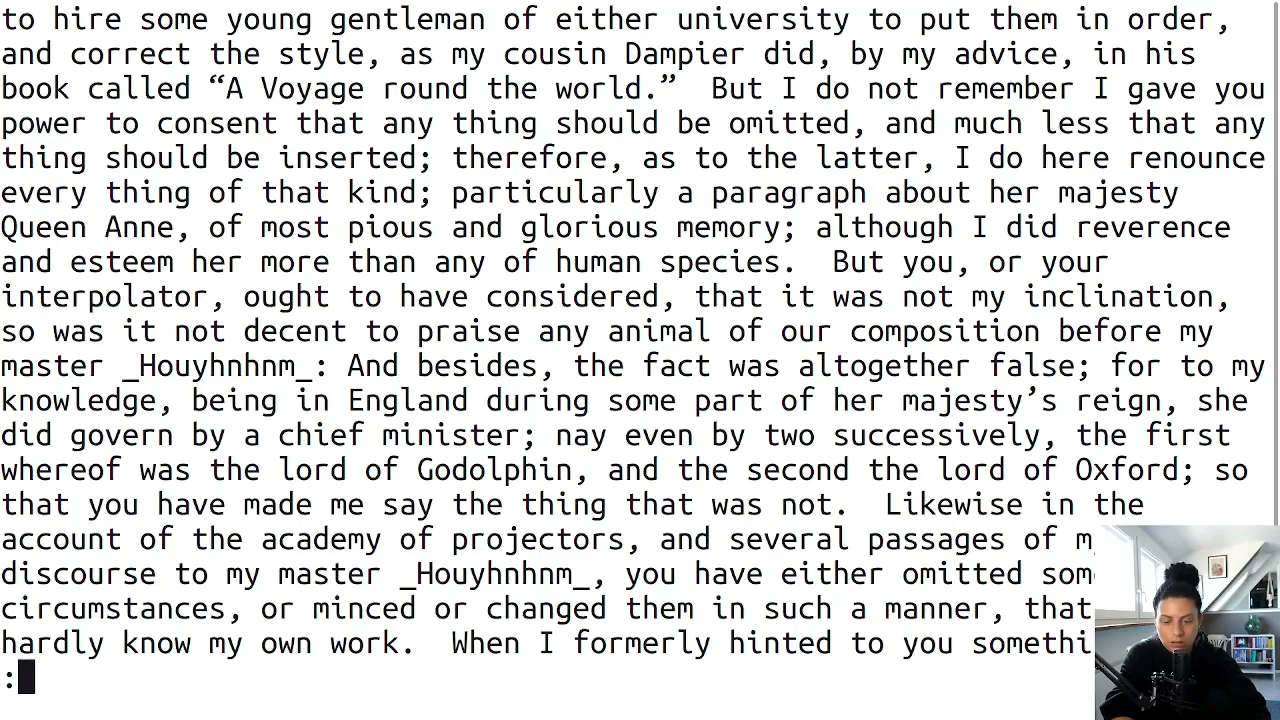 to hire some young gentleman of either university to put them in order,
and correct the style, as my cousin Dampier did, by my advice, in his
book called “A Voyage round the world.”  But I do not remember I gave you
power to consent that any thing should be omitted, and much less that any
thing should be inserted; therefore, as to the latter, I do here renounce
every thing of that kind; particularly a paragraph about her majesty
Queen Anne, of most pious and glorious memory; although I did reverence
and esteem her more than any of human species.  But you, or your
interpolator, ought to have considered, that it was not my inclination,
so was it not decent to praise any animal of our composition before my
master _Houyhnhnm_: And besides, the fact was altogether false; for to my
knowledge, being in England during some part of her majesty’s reign, she
did govern by a chief minister; nay even by two successively, the first
whereof was the lord of Godolphin, and the second the lord of Oxford; so
that you have made me say the thing that was not.  Likewise in the
account of the academy of projectors, and several passages of
discourse to my master _Houyhnhnm_, you have either omitted
circumstances, or minced or changed them in such a manner, that
hardly know my own work.  When I formerly hinted to you
: